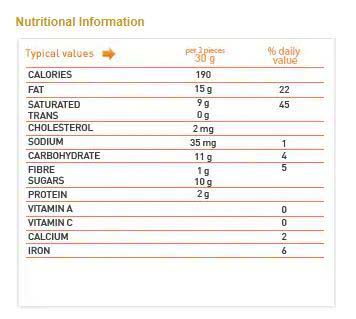 Nutritional Information
Typical values
per 3 pieces
30 g
% daily
value
CALORIES 190
FAT 15 g 22
SATURATED 9 g 45
TRANS 0 g
CHOLESTEROL 2 mg
SODIUM 35 mg 1
CARBOHYDRATE 11 g 4
FIBRE 1 g 5
SUGARS 10 g
PROTEIN 2 g
VITAMIN A 0
VITAMIN C 0
CALCIUM 2
IRON 6